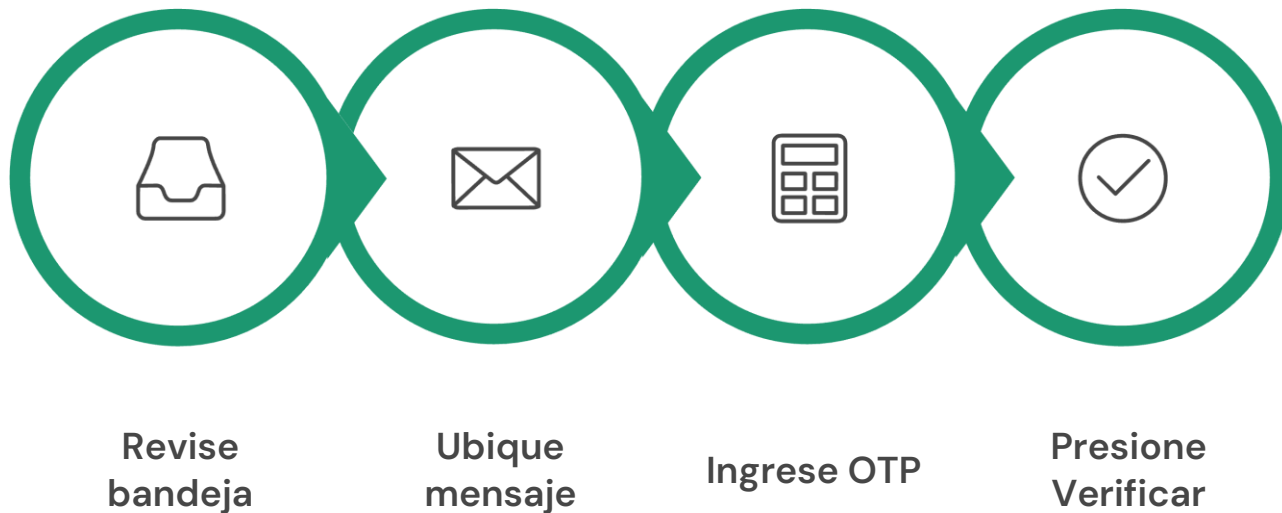 Revise
bandeja
Ubique
mensaje
Ingrese OTP
Presione
Verificar